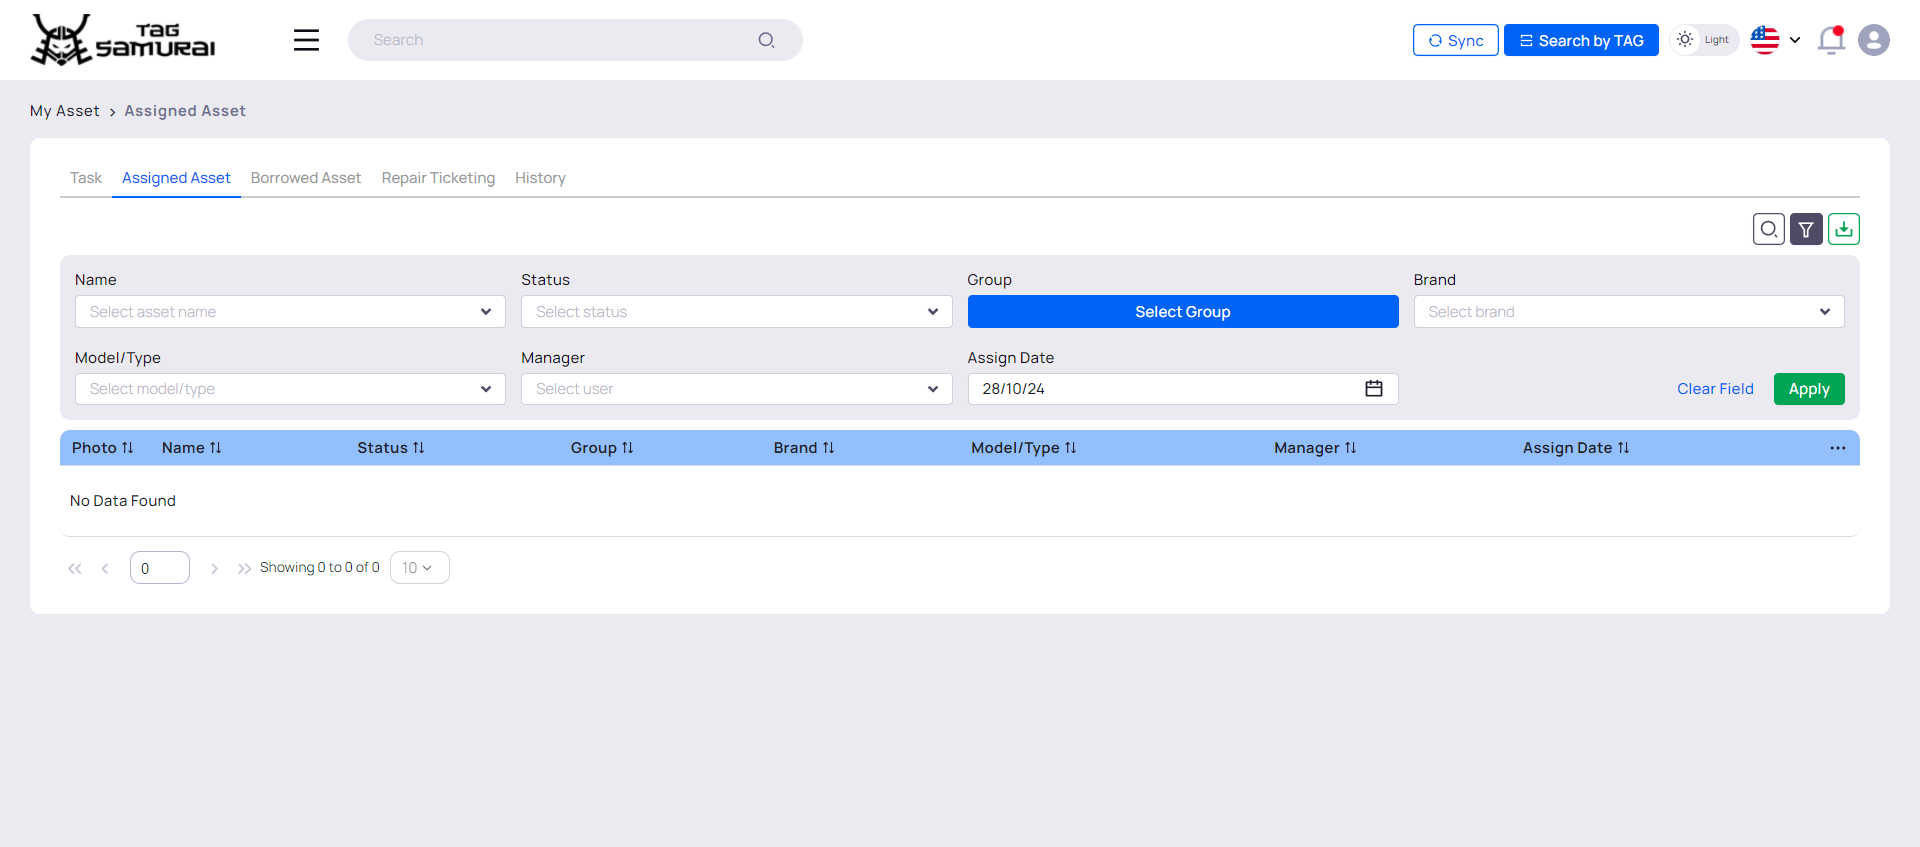 TAG
SAMURAI
Search
Sync
Search by TAG
Light
My Asset > Assigned Asset
Task Assigned Asset Borrowed Asset Repair Ticketing History
Name Status Group Brand
Select asset name Select status Select Group Select brand
Model/Type Manager Assign Date
Select model/type Select user 28/10/24 Clear Field Apply
Photo Name Status Group Brand Model/Type Manager Assign Date ...
No Data Found
0 Showing 0 to 0 of 0 10